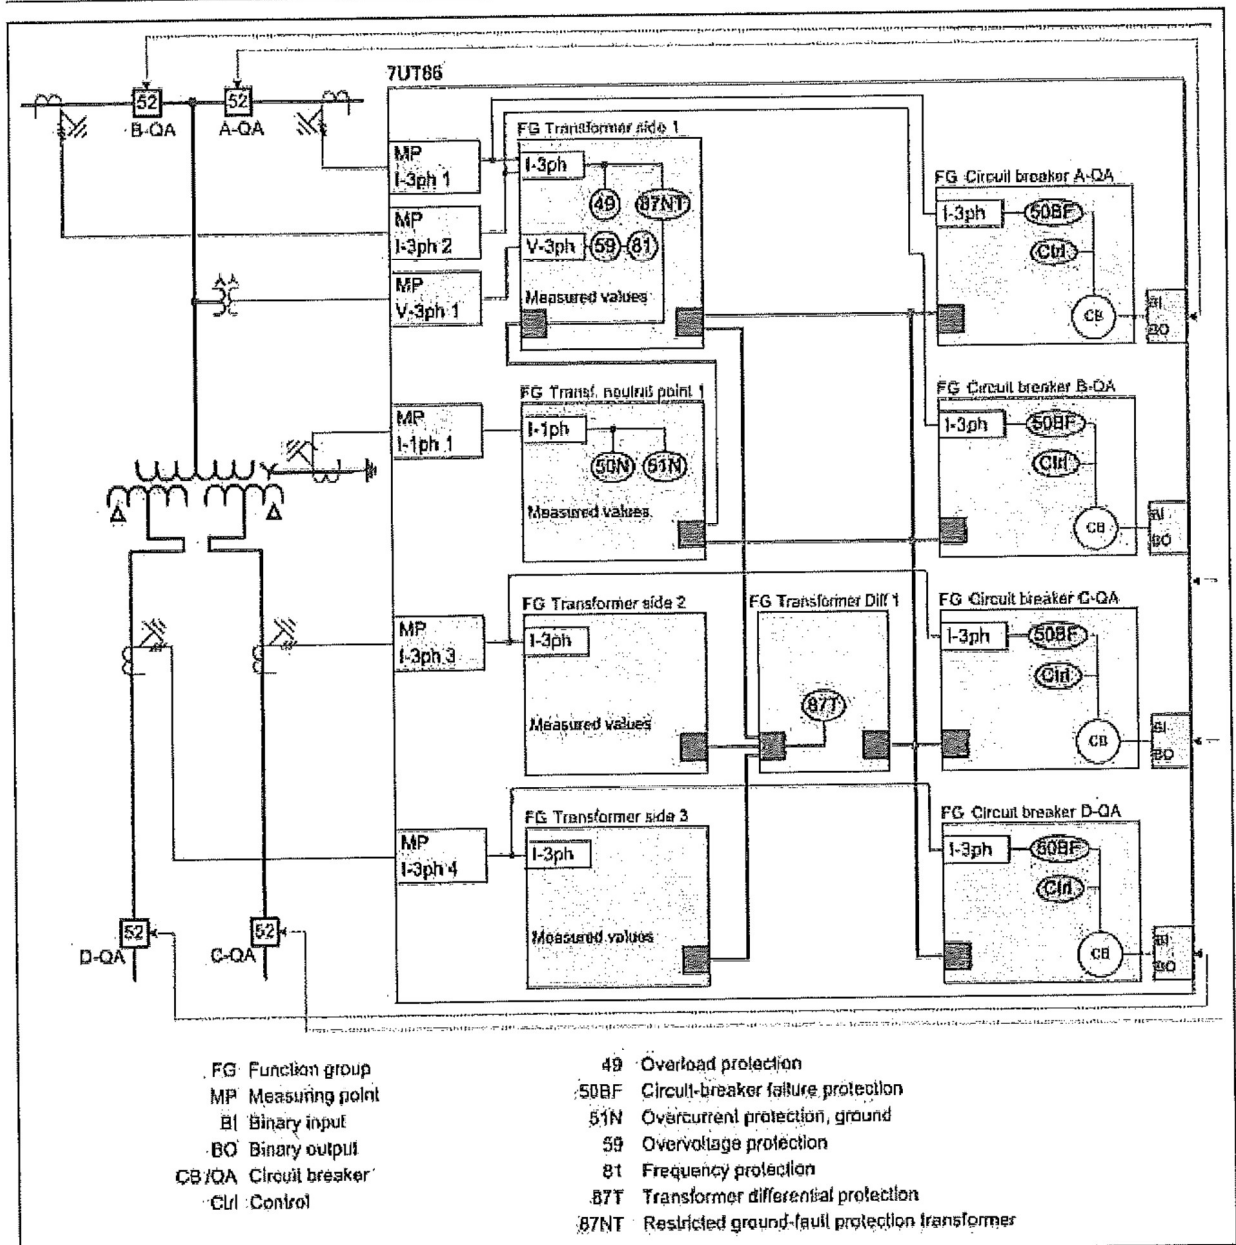 7UT86
52
52
B-QA
A-QA
MP
I-3ph 1
MP
I-3ph 2
MP
V-3ph 1
FG Transformer side 1
I-3ph
49
87NT
V-3ph
59
81
Measured values
FG Circuit breaker A-QA
I-3ph
50BF
Ctrl
CB
BI
BO
MP
I-1ph 1
FG Transf. neutral point 1
I-1ph
50N
51N
Measured values
FG Circuit breaker B-QA
I-3ph
50BF
Ctrl
CB
BI
BO
MP
I-3ph 3
FG Transformer side 2
I-3ph
Measured values
FG Transformer Diff 1
87T
FG Circuit breaker C-QA
I-3ph
50BF
Ctrl
CB
BI
BO
MP
I-3ph 4
FG Transformer side 3
I-3ph
Measured values
FG Circuit breaker D-QA
I-3ph
50BF
Ctrl
CB
BI
BO
52
52
D-QA
C-QA
FG Function group
MP Measuring point
BI Binary input
BO Binary output
CB/QA Circuit breaker
Ctrl Control
49 Overload protection
50BF Circuit-breaker failure protection
51N Overcurrent protection, ground
59 Overvoltage protection
81 Frequency protection
87T Transformer differential protection
87NT Restricted ground-fault protection transformer